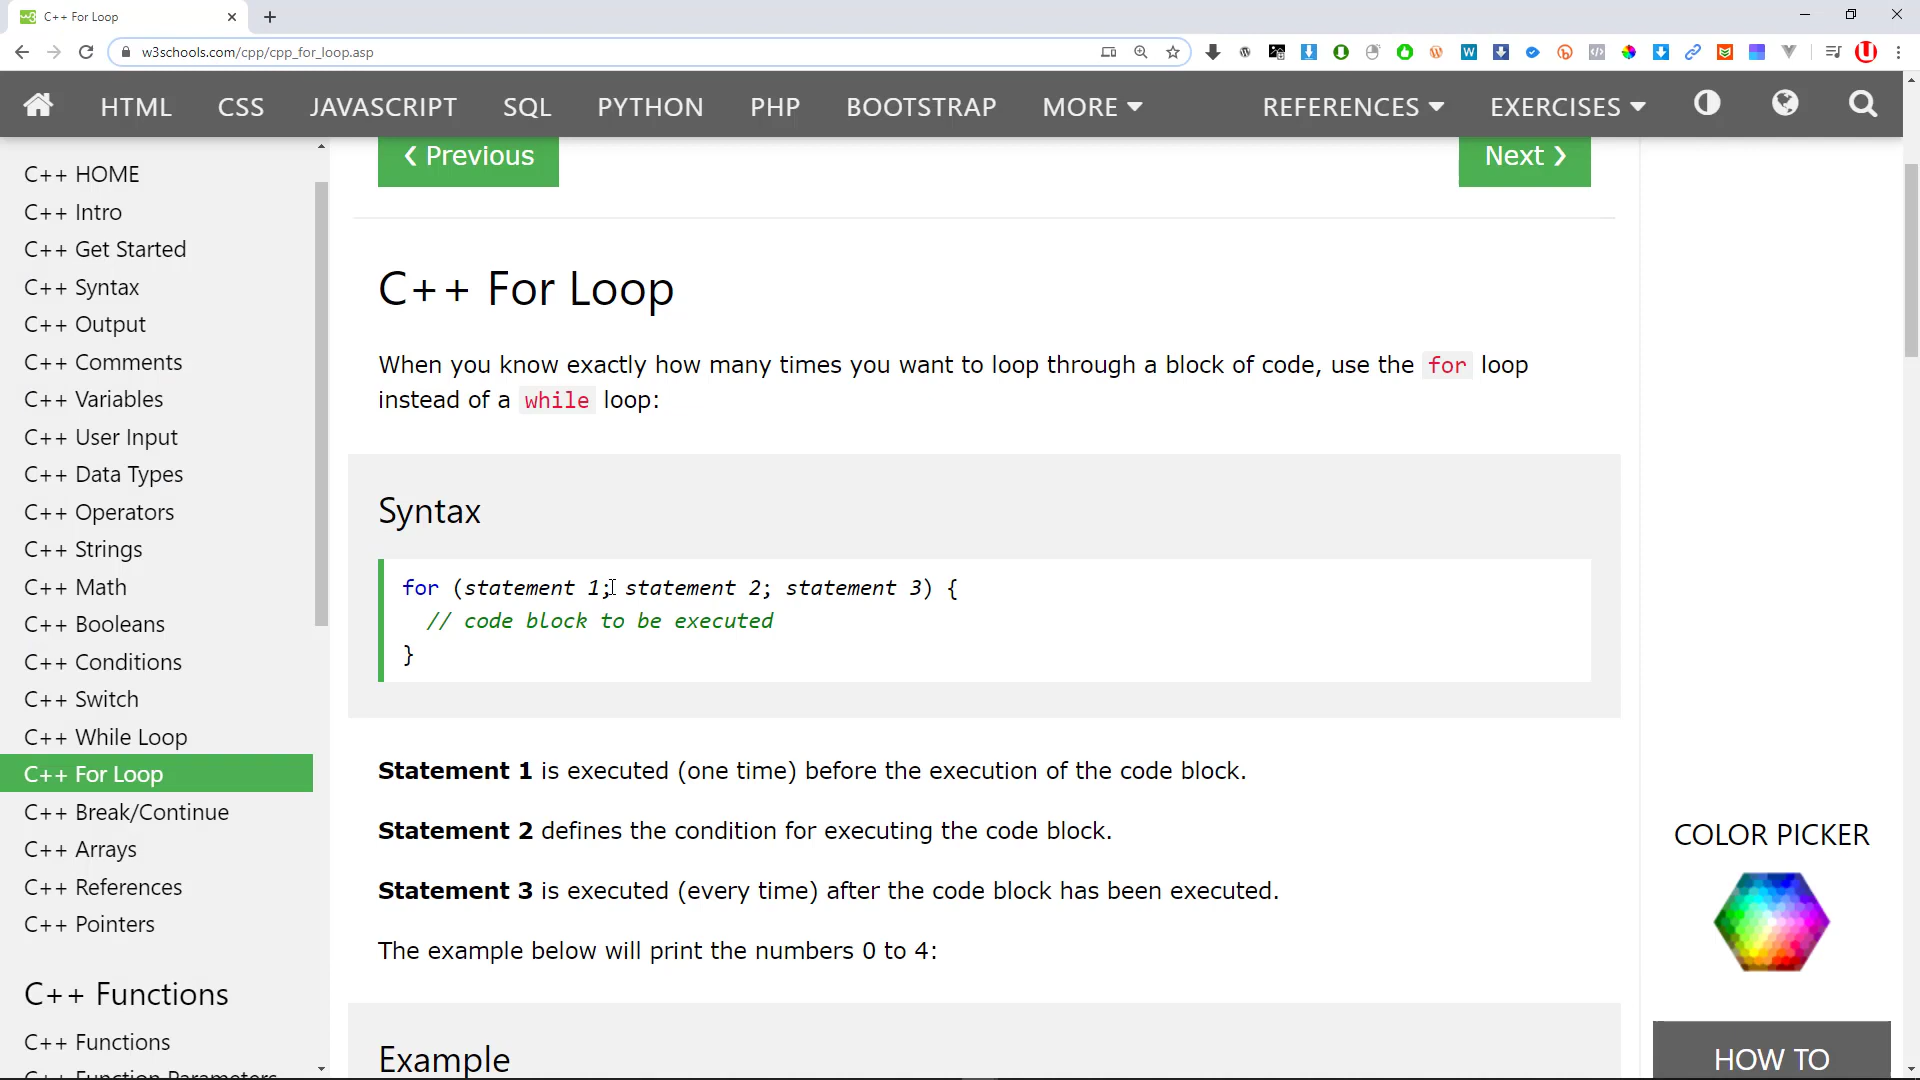 C++ For Loop
w3schools.com/cpp/cpp_for_loop.asp
HTML CSS JAVASCRIPT SQL PYTHON PHP BOOTSTRAP MORE REFERENCES EXERCISES
C++ HOME
C++ Intro
C++ Get Started
C++ Syntax
C++ Output
C++ Comments
C++ Variables
C++ User Input
C++ Data Types
C++ Operators
C++ Strings
C++ Math
C++ Booleans
C++ Conditions
C++ Switch
C++ While Loop
C++ For Loop
C++ Break/Continue
C++ Arrays
C++ References
C++ Pointers
C++ Functions
C++ Functions
C++ Function Parameters
❮ Previous
Next ❯
C++ For Loop
When you know exactly how many times you want to loop through a block of code, use the for loop
instead of a while loop:
Syntax
for (statement 1; statement 2; statement 3) {
// code block to be executed
}
Statement 1 is executed (one time) before the execution of the code block.
Statement 2 defines the condition for executing the code block.
Statement 3 is executed (every time) after the code block has been executed.
The example below will print the numbers 0 to 4:
Example
COLOR PICKER
HOW TO